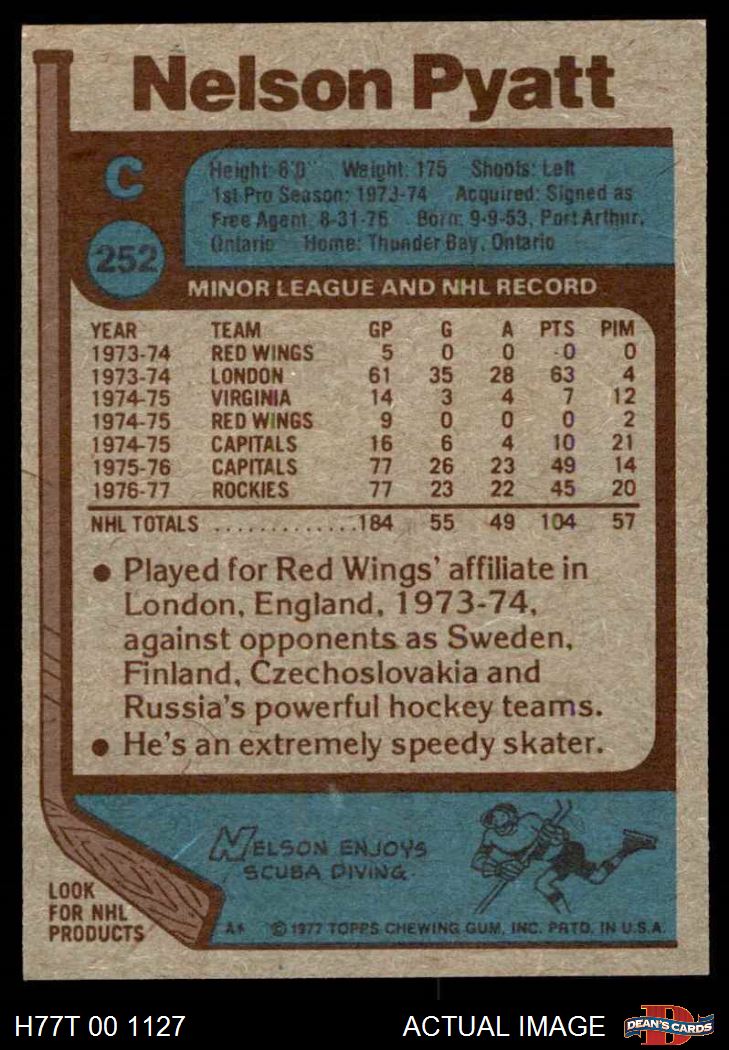 Nelson Pyatt
C
252
Height: 6'0" Weight: 175 Shoots: Left
1st Pro Season: 1973-74 Acquired: Signed as
Free Agent, 8-31-76 Born: 9-9-53, Port Arthur,
Ontario Home: Thunder Bay, Ontario
MINOR LEAGUE AND NHL RECORD
YEAR TEAM GP G A PTS PIM
1973-74 RED WINGS 5 0 0 0 0
1973-74 LONDON 61 35 28 63 4
1974-75 VIRGINIA 14 3 4 7 12
1974-75 RED WINGS 9 0 0 0 2
1974-75 CAPITALS 16 6 4 10 21
1975-76 CAPITALS 77 26 23 49 14
1976-77 ROCKIES 77 23 22 45 20
NHL TOTALS .............184 55 49 104 57
● Played for Red Wings' affiliate in
London, England, 1973-74,
against opponents as Sweden,
Finland, Czechoslovakia and
Russia's powerful hockey teams.
● He's an extremely speedy skater.
NELSON ENJOYS
SCUBA DIVING.
LOOK
FOR NHL
PRODUCTS
A* © 1977 TOPPS CHEWING GUM, INC. PRTD. IN U.S.A.
H77T 00 1127 ACTUAL IMAGE DEAN'S CARDS